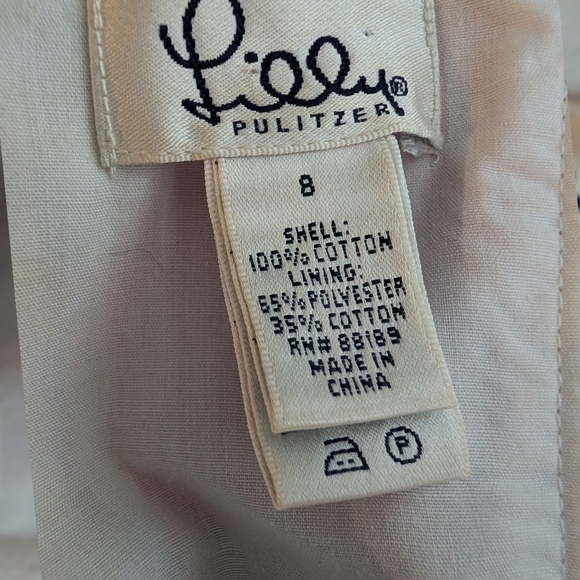 Lilly®
PULITZER
8
SHELL:
100% COTTON
LINING:
65% POLYESTER
35% COTTON
RN# 88189
MADE IN
CHINA
P